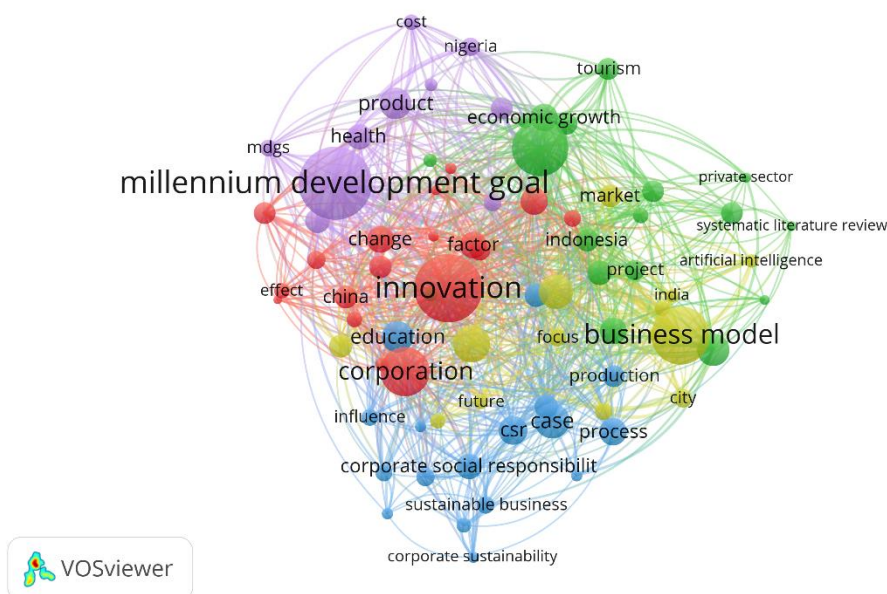 cost
nigeria
tourism
product
economic growth
health
mdgs
private sector
millennium development goal
market
systematic literature review
change
factor
indonesia
artificial intelligence
project
effect
china
innovation
india
education
focus
business model
corporation
production
future
city
influence
csr
case
process
corporate social responsibilit
sustainable business
corporate sustainability
VOSviewer